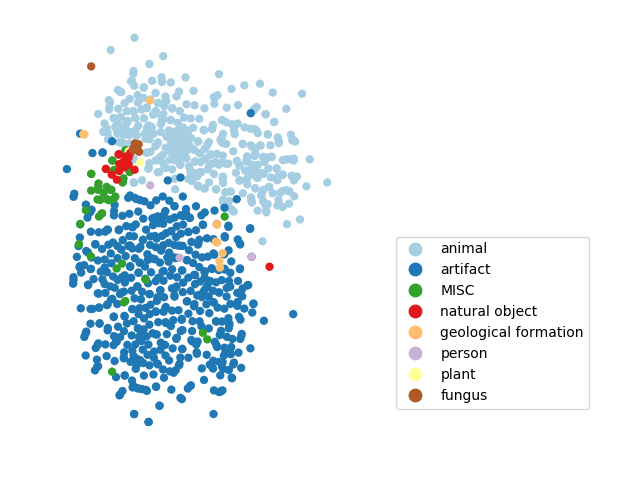 animal
artifact
MISC
natural object
geological formation
person
plant
fungus